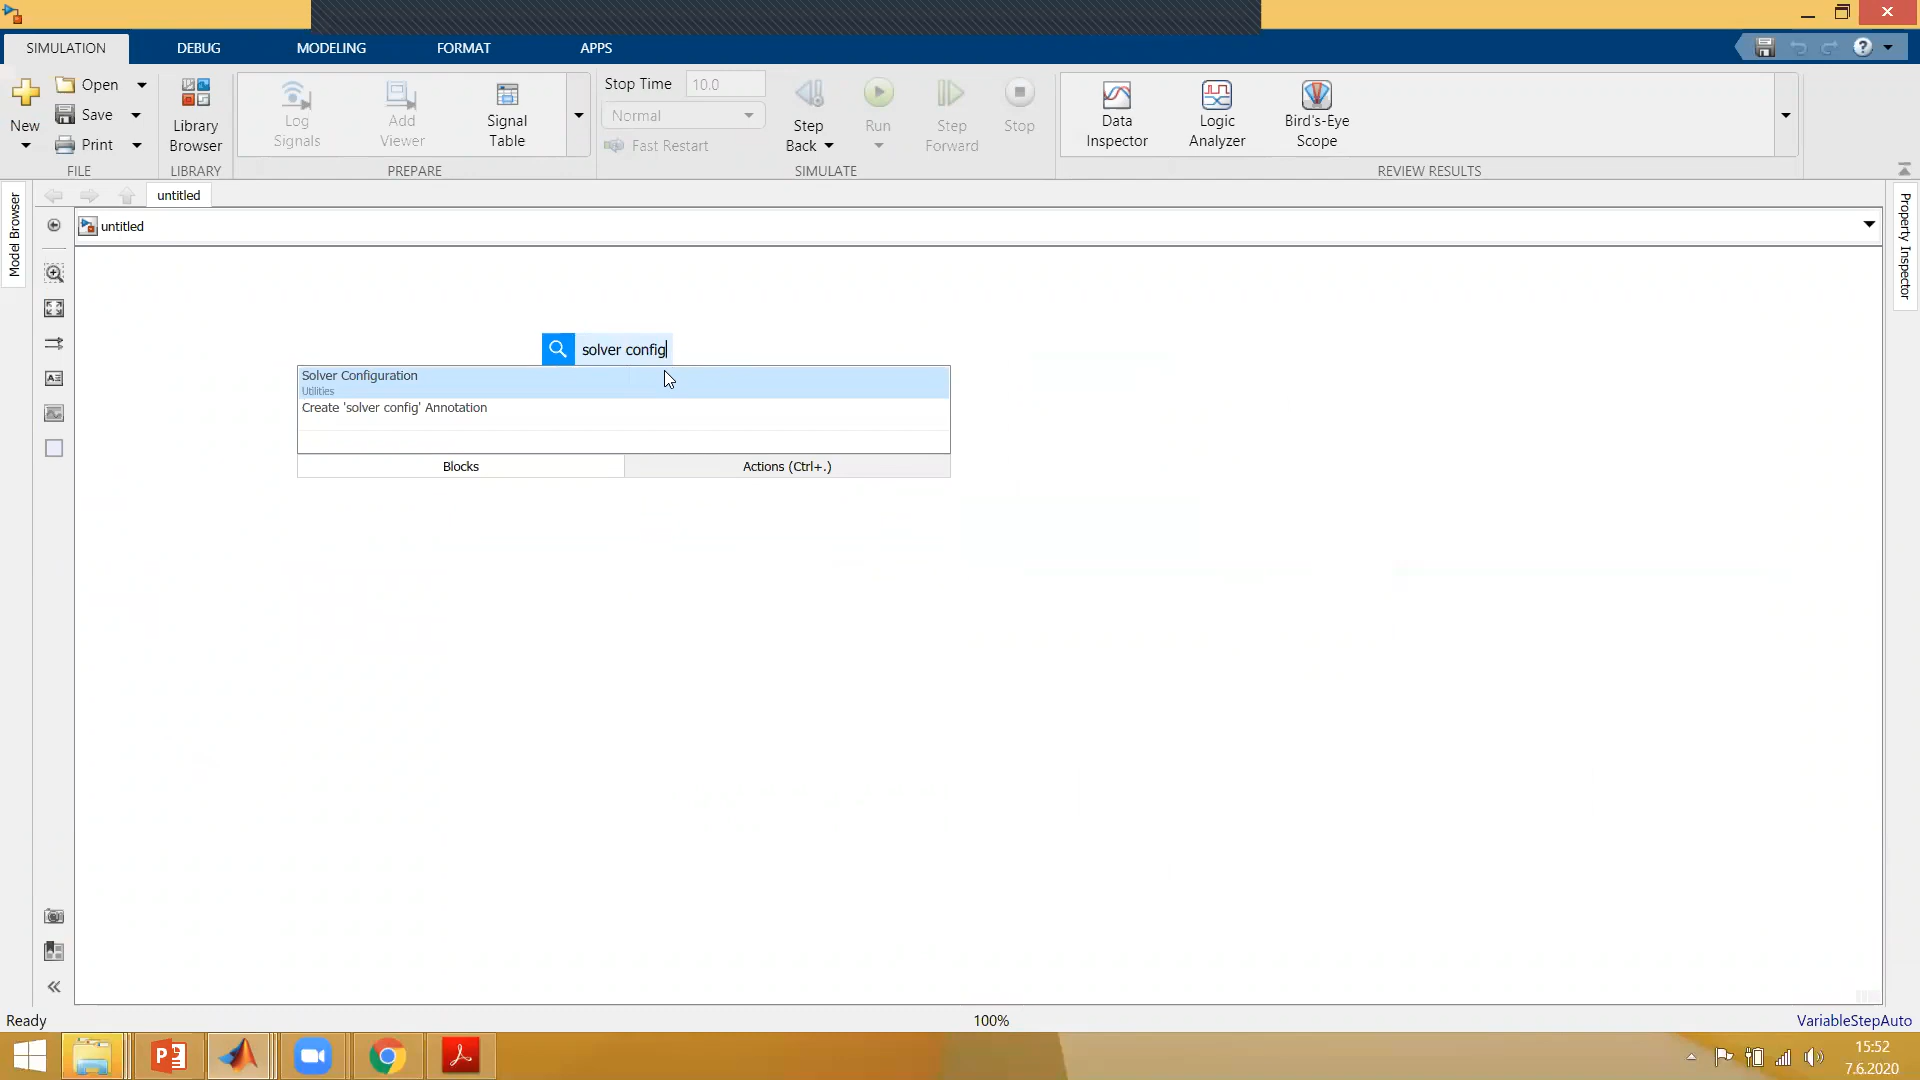 SIMULATION DEBUG MODELING FORMAT APPS
New
Open
Save
Print
FILE
Library Browser
LIBRARY
Log Signals
Add Viewer
Signal Table
PREPARE
Stop Time 10.0
Normal
Fast Restart
Step Back
Run
Step Forward
Stop
SIMULATE
Data Inspector
Logic Analyzer
Bird's-Eye Scope
REVIEW RESULTS
Model Browser
untitled
untitled
Property Inspector
solver config
Solver Configuration
Utilities
Create 'solver config' Annotation
Blocks Actions (Ctrl+.)
Ready 100% VariableStepAuto
15:52
7.6.2020